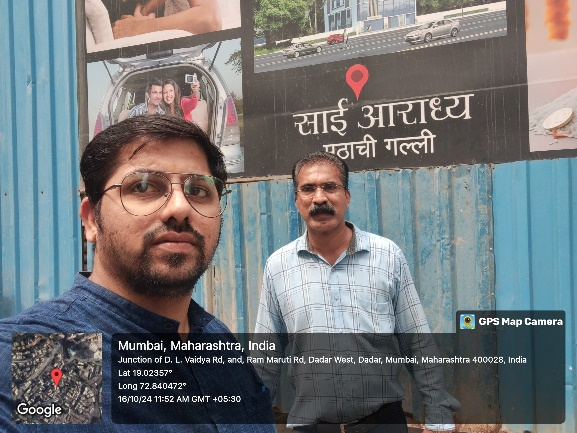 साई आराध्य
मठाची गल्ली
GPS Map Camera
Mumbai, Maharashtra, India
Junction of D. L. Vaidya Rd, and, Ram Maruti Rd, Dadar West, Dadar, Mumbai, Maharashtra 400028, India
Lat 19.02357°
Long 72.840472°
16/10/24 11:52 AM GMT +05:30
Google